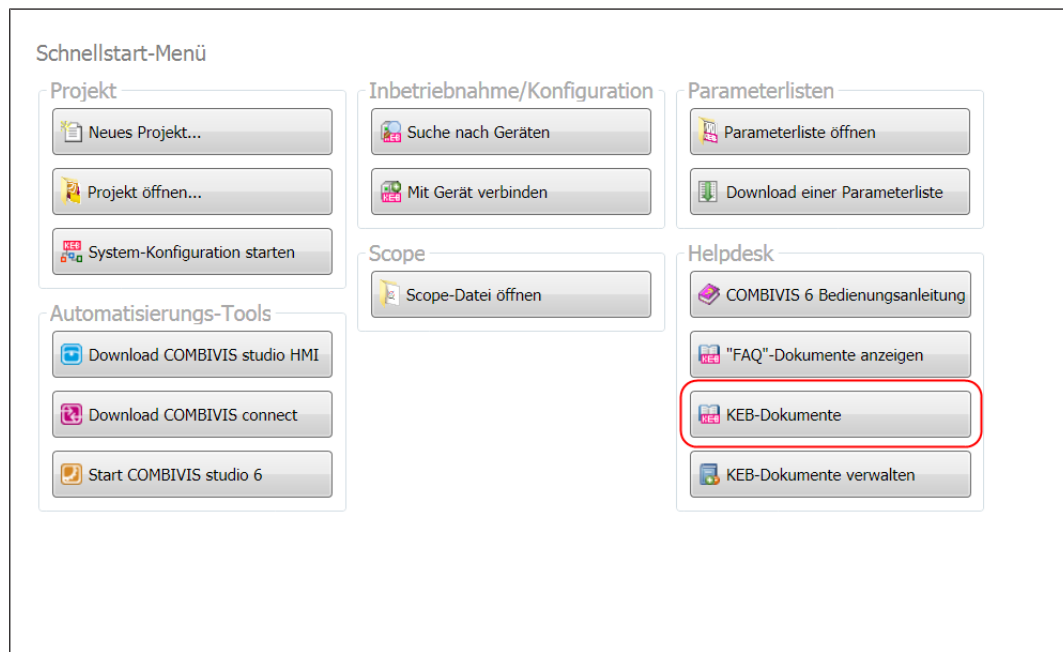 Schnellstart-Menü
Projekt
Neues Projekt...
Projekt öffnen...
System-Konfiguration starten
Automatisierungs-Tools
Download COMBIVIS studio HMI
Download COMBIVIS connect
Start COMBIVIS studio 6
Inbetriebnahme/Konfiguration
Suche nach Geräten
Mit Gerät verbinden
Scope
Scope-Datei öffnen
Parameterlisten
Parameterliste öffnen
Download einer Parameterliste
Helpdesk
COMBIVIS 6 Bedienungsanleitung
"FAQ"-Dokumente anzeigen
KEB-Dokumente
KEB-Dokumente verwalten